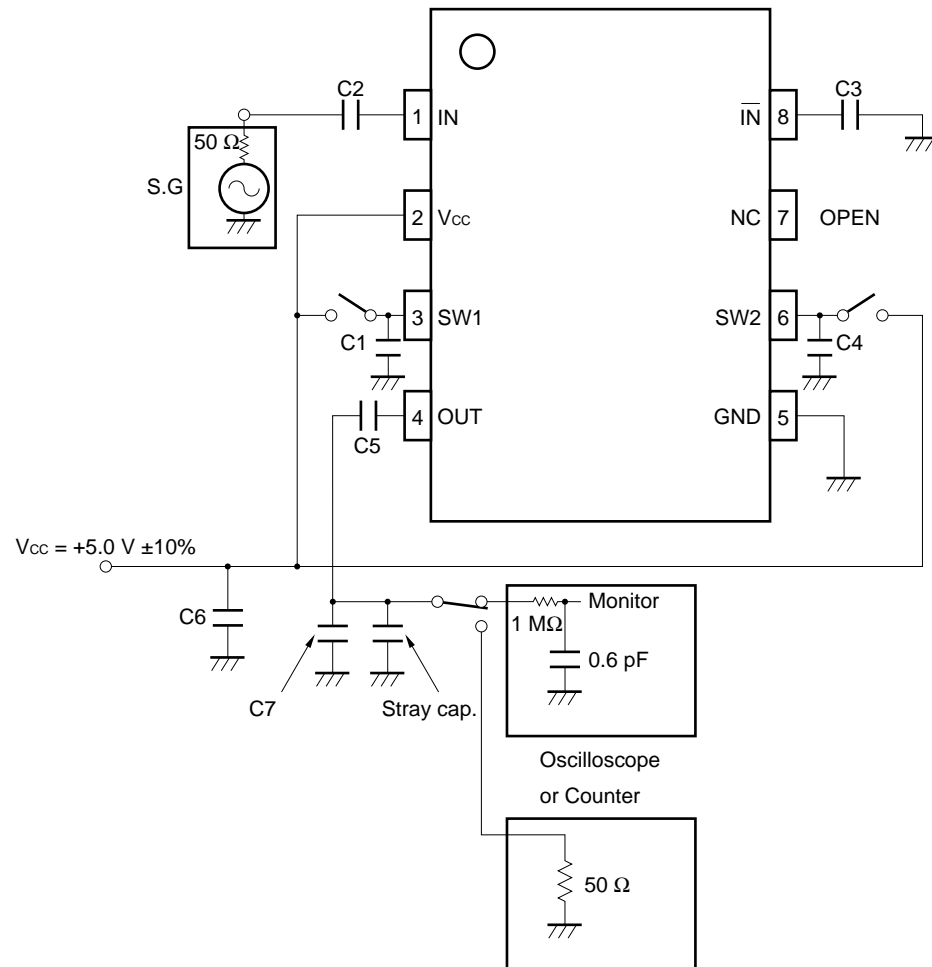 C2
1 IN
I̅N̅ 8
C3
50 Ω
S.G
2 Vcc
NC 7 OPEN
3 SW1
SW2 6
C1
C4
4 OUT
GND 5
C5
Vcc = +5.0 V ±10%
C6
Monitor
1 MΩ
0.6 pF
C7
Stray cap.
Oscilloscope
or Counter
50 Ω